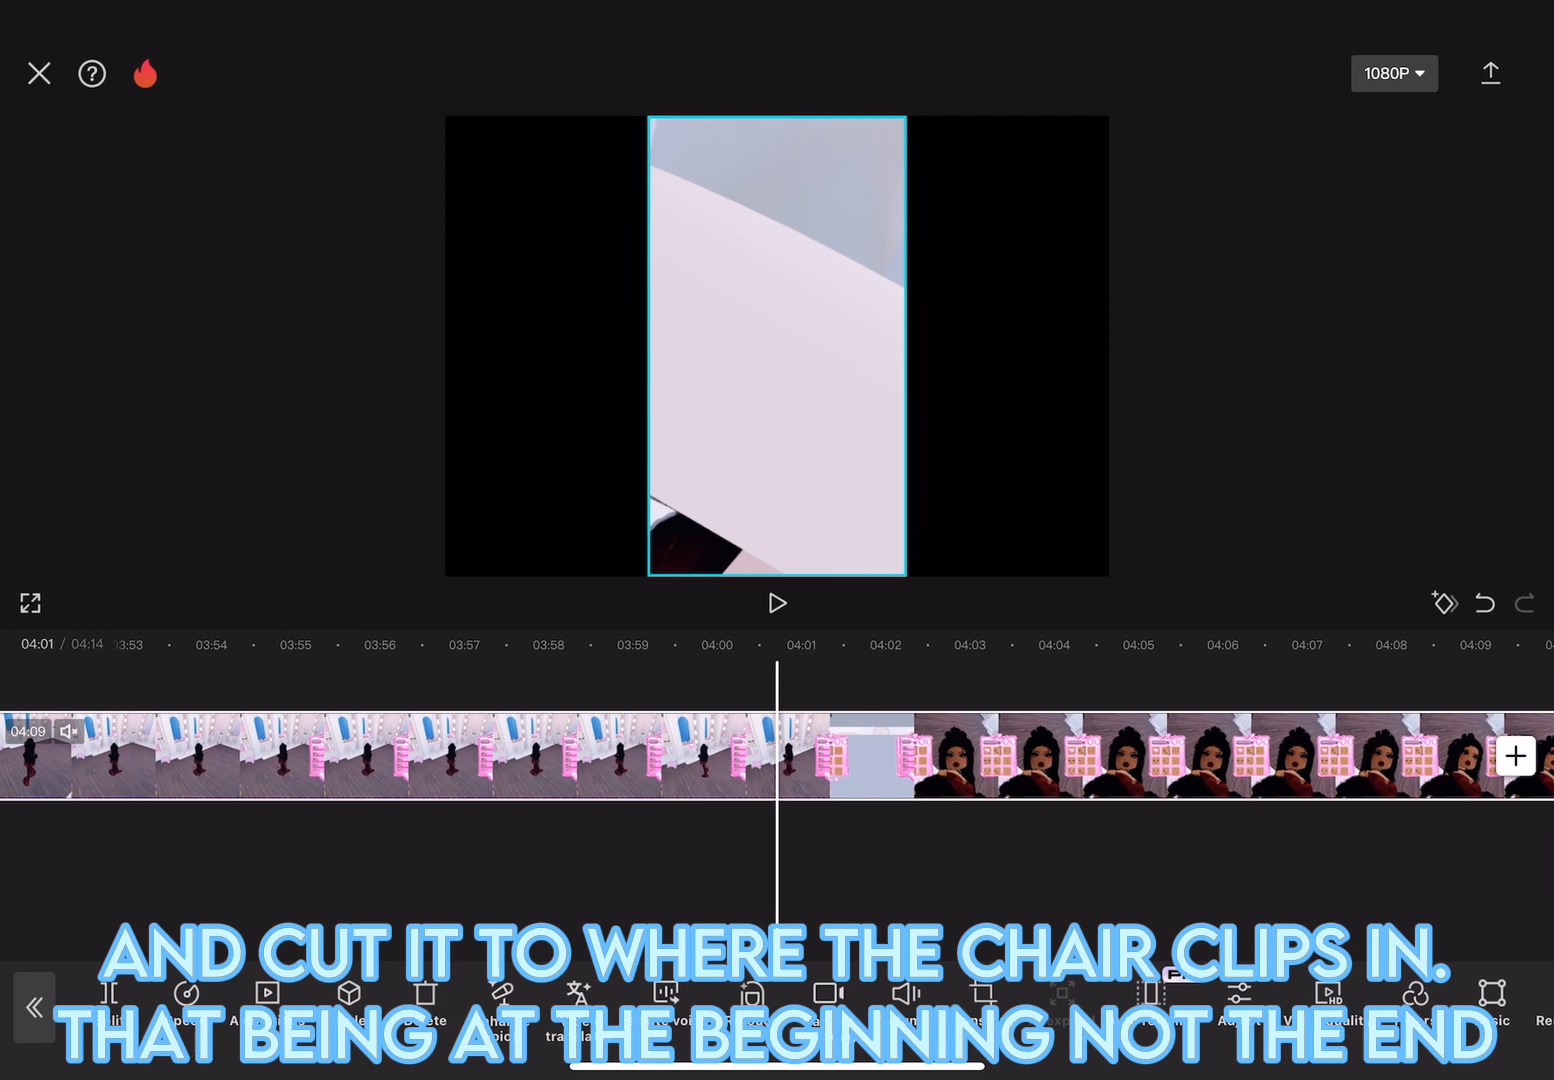 1080P
04:01 / 04:14
03:54 03:55 03:56 03:57 03:58 03:59 04:00 04:01 04:02 04:03 04:04 04:05 04:06 04:07 04:08 04:09
04:09
AND CUT IT TO WHERE THE CHAIR CLIPS IN.
THAT BEING AT THE BEGINNING NOT THE END